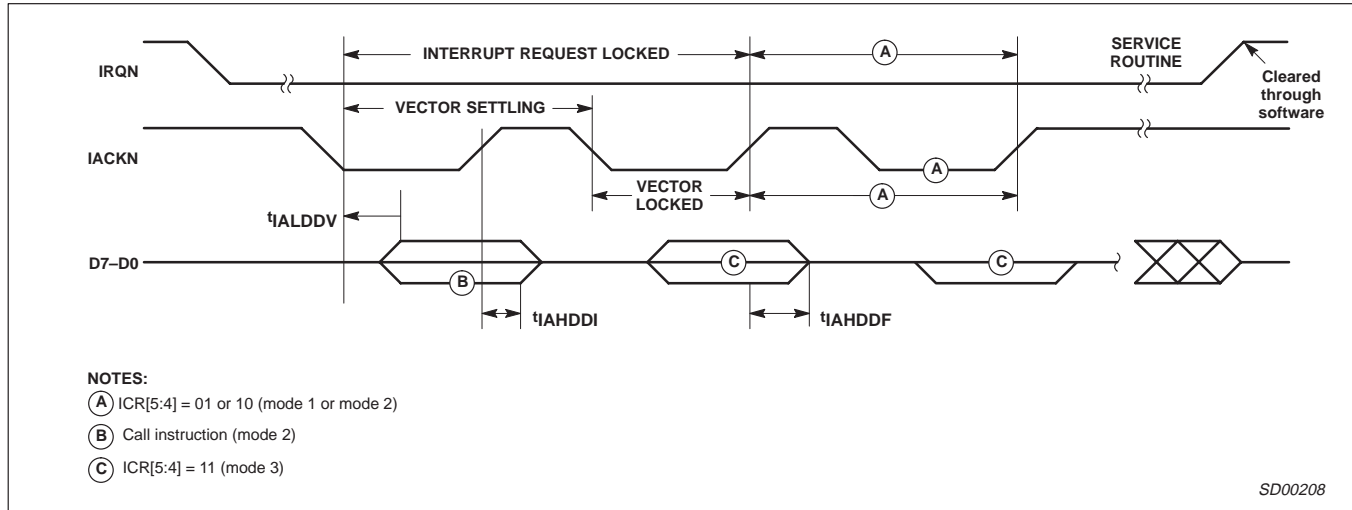 INTERRUPT REQUEST LOCKED
A
SERVICE
ROUTINE
IRQN
Cleared
through
software
VECTOR SETTLING
IACKN
A
VECTOR
LOCKED
A
tIALDDV
D7–D0
B
C
C
tIAHDDI
tIAHDDF
NOTES:
A ICR[5:4] = 01 or 10 (mode 1 or mode 2)
B Call instruction (mode 2)
C ICR[5:4] = 11 (mode 3)
SD00208